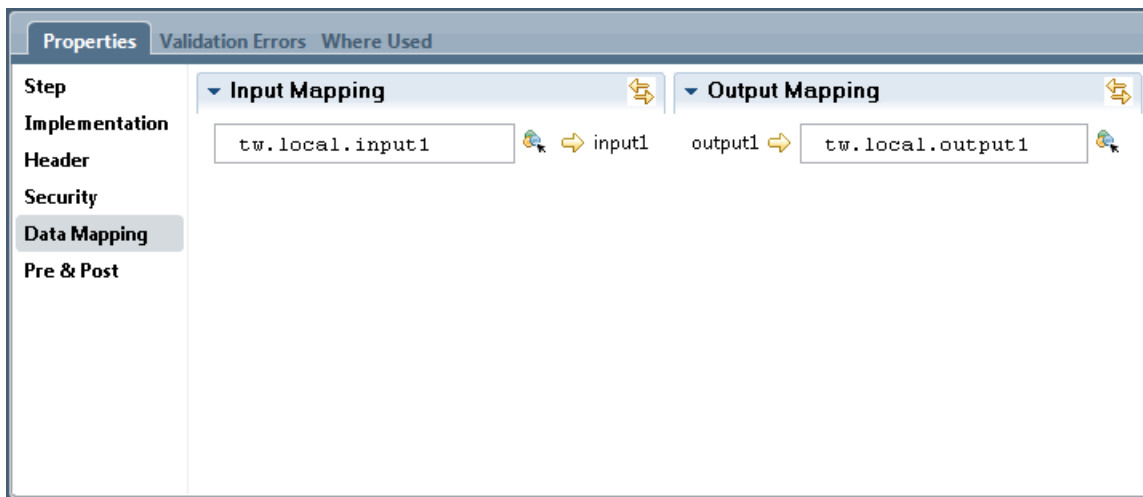 Properties Validation Errors Where Used
Step
Implementation
Header
Security
Data Mapping
Pre & Post
Input Mapping
tw.local.input1 input1
Output Mapping
output1 tw.local.output1